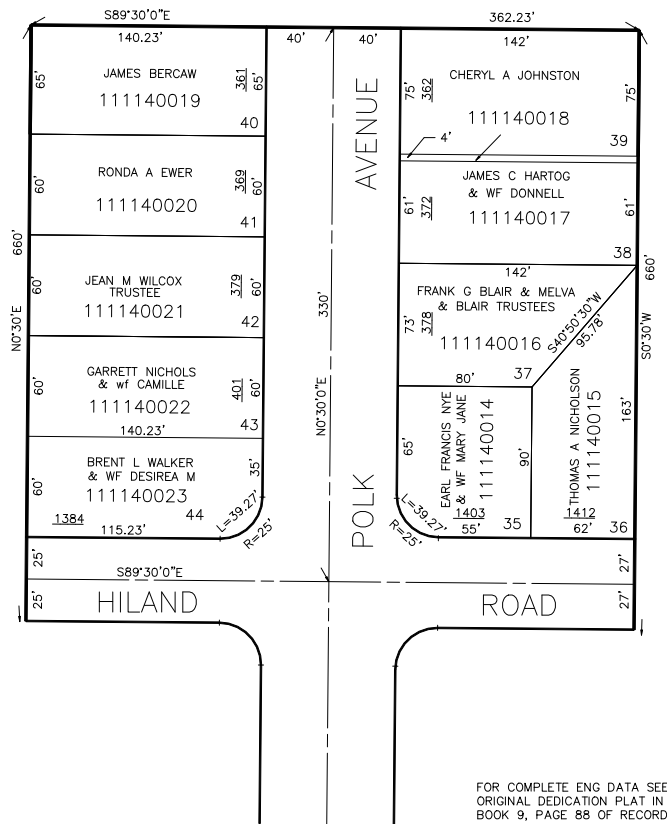 S89°30'0"E
362.23'
140.23'
40'
40'
142'
65'
JAMES BERCAW
111140019
361
65'
40
75'
362
CHERYL A JOHNSTON
111140018
75'
39
4'
60'
RONDA A EWER
111140020
369
60'
41
61'
372
JAMES C HARTOG
& WF DONNELL
111140017
61'
38
660'
N0°30'E
60'
JEAN M WILCOX
TRUSTEE
111140021
379
60'
42
142'
73'
378
FRANK G BLAIR & MELVA
& BLAIR TRUSTEES
111140016
37
S40°50'30"W
95.78'
660'
S0°30'W
60'
GARRETT NICHOLS
& wf CAMILLE
111140022
401
60'
43
140.23'
60'
BRENT L WALKER
& WF DESIREA M
111140023
35'
44
1384
115.23'
L=39.27'
R=25'
330'
N0°30'0"E
POLK AVENUE
80'
65'
EARL FRANCIS NYE
& WF MARY JANE
111140014
90'
1403
55'
35
L=39.27'
R=25'
THOMAS A NICHOLSON
111140015
163'
1412
62'
36
25'
S89°30'0"E
25'
27'
27'
HILAND ROAD
FOR COMPLETE ENG DATA SEE
ORIGINAL DEDICATION PLAT IN
BOOK 9, PAGE 88 OF RECORD